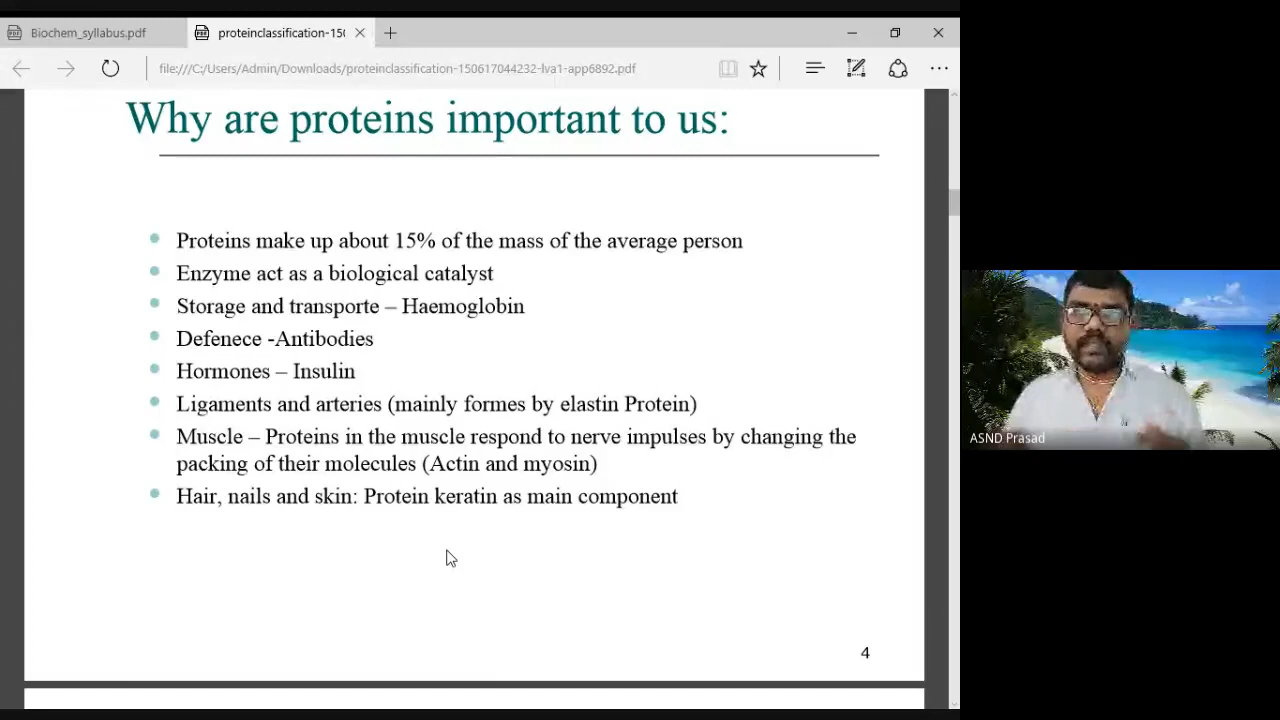 Biochem_syllabus.pdf
proteinclassification-150
file:///C:/Users/Admin/Downloads/proteinclassification-150617044232-lva1-app6892.pdf
Why are proteins important to us:
Proteins make up about 15% of the mass of the average person
Enzyme act as a biological catalyst
Storage and transporte – Haemoglobin
Defenece -Antibodies
Hormones – Insulin
Ligaments and arteries (mainly formes by elastin Protein)
Muscle – Proteins in the muscle respond to nerve impulses by changing the
packing of their molecules (Actin and myosin)
Hair, nails and skin: Protein keratin as main component
4
ASND Prasad